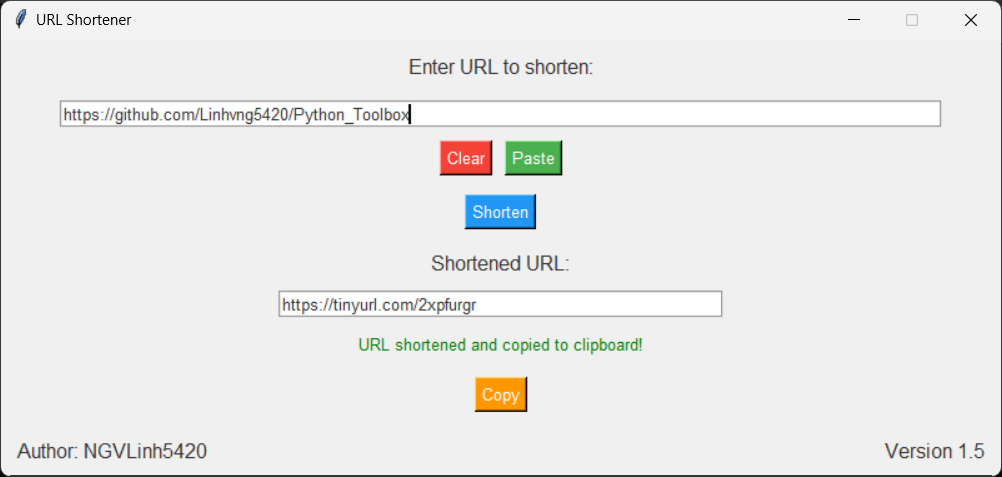 URL Shortener
Enter URL to shorten:
https://github.com/Linhvng5420/Python_Toolbox
Clear Paste
Shorten
Shortened URL:
https://tinyurl.com/2xpfurgr
URL shortened and copied to clipboard!
Copy
Author: NGVLinh5420 Version 1.5